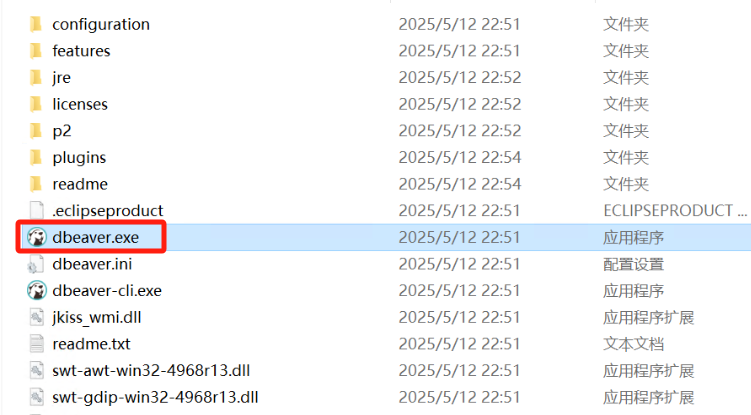 configuration 2025/5/12 22:51 文件夹
features 2025/5/12 22:51 文件夹
jre 2025/5/12 22:52 文件夹
licenses 2025/5/12 22:52 文件夹
p2 2025/5/12 22:52 文件夹
plugins 2025/5/12 22:54 文件夹
readme 2025/5/12 22:54 文件夹
.eclipseproduct 2025/5/12 22:51 ECLIPSEPRODUCT ...
dbeaver.exe 2025/5/12 22:51 应用程序
dbeaver.ini 2025/5/12 22:51 配置设置
dbeaver-cli.exe 2025/5/12 22:51 应用程序
jkiss_wmi.dll 2025/5/12 22:51 应用程序扩展
readme.txt 2025/5/12 22:51 文本文档
swt-awt-win32-4968r13.dll 2025/5/12 22:51 应用程序扩展
swt-gdip-win32-4968r13.dll 2025/5/12 22:51 应用程序扩展